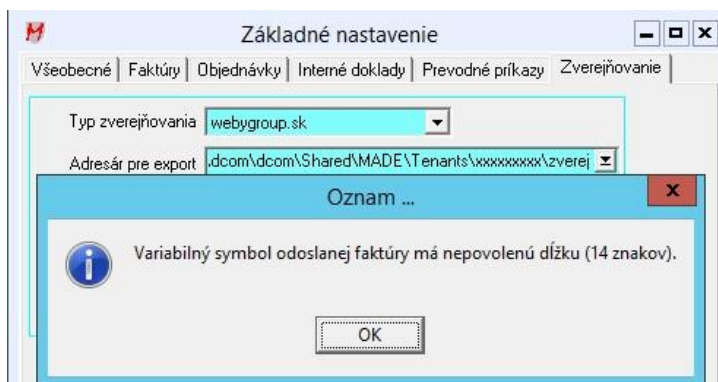 Základné nastavenie
Všeobecné Faktúry Objednávky Interné doklady Prevodné príkazy Zverejňovanie
Typ zverejňovania webygroup.sk
Adresár pre export .dcom\dcom\Shared\MADE\Tenants\xxxxxxxxx\zverej
Oznam ...
Variabilný symbol odoslanej faktúry má nepovolenú dĺžku (14 znakov).
OK